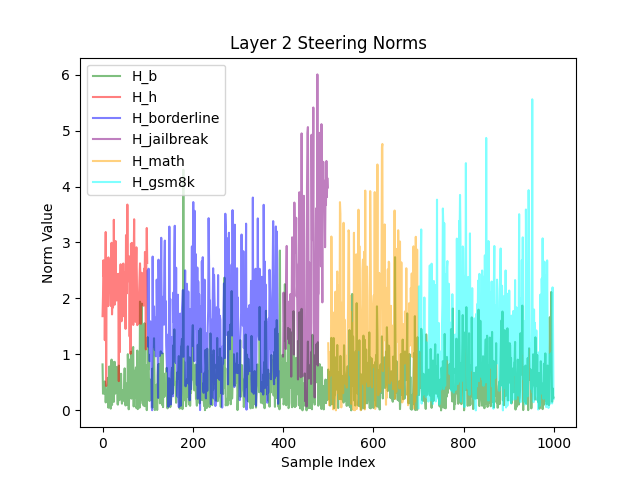 Layer 2 Steering Norms
H_b
H_h
H_borderline
H_jailbreak
H_math
H_gsm8k
Norm Value
6
5
4
3
2
1
0
0 200 400 600 800 1000
Sample Index